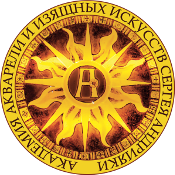 АКАДЕМИЯ АКВАРЕЛИ И ИЗЯЩНЫХ ИСКУССТВ СЕРГЕЯ АНДРИЯКИ
А